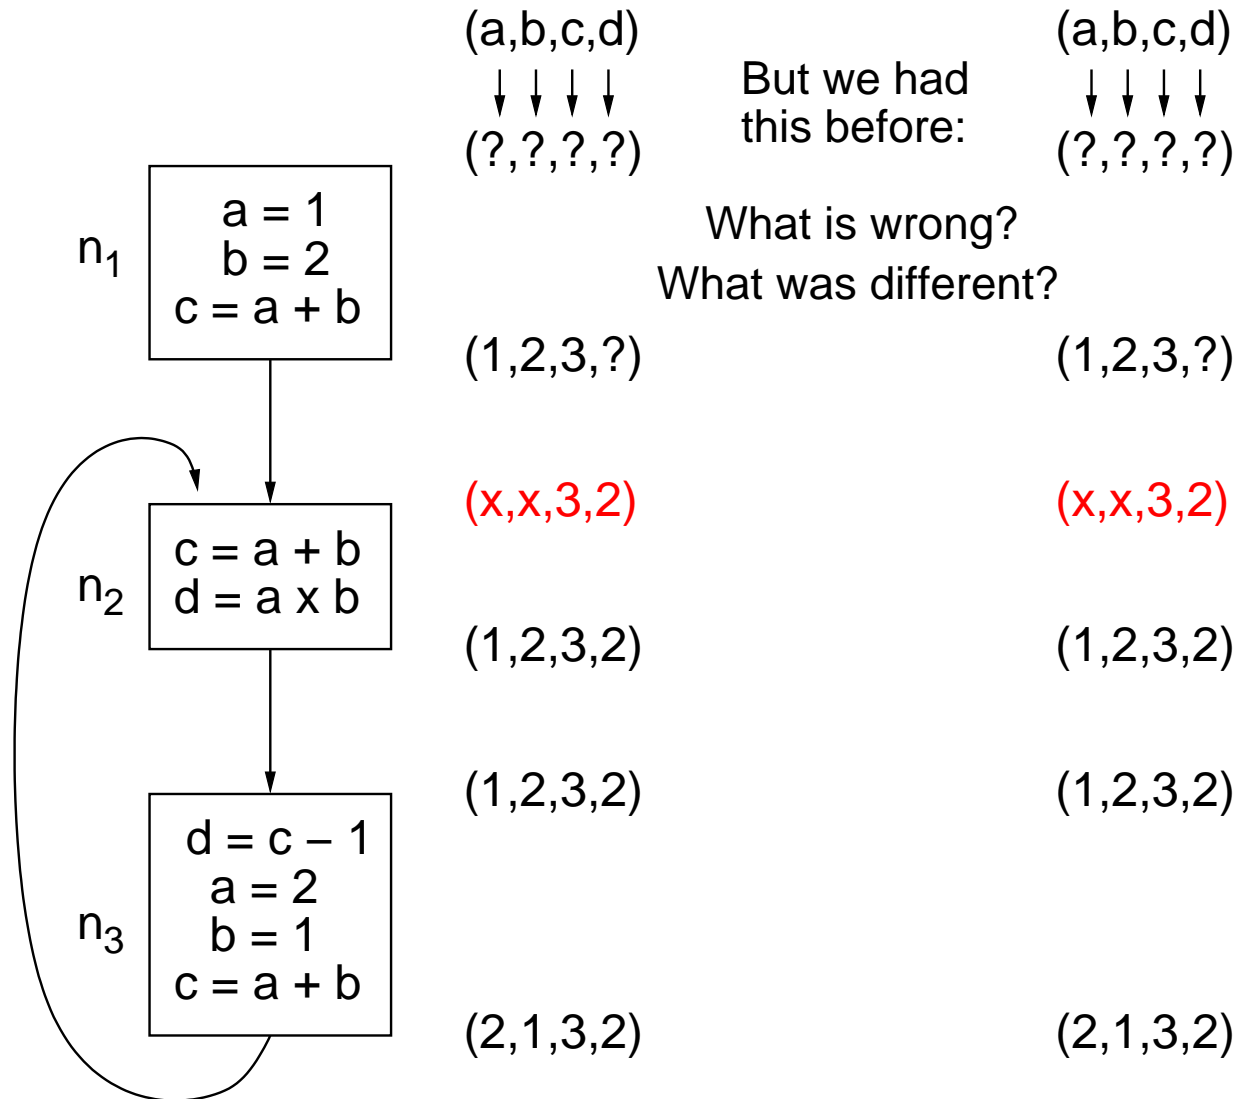 (a,b,c,d)
(?,?,?,?)
But we had
this before:
(a,b,c,d)
(?,?,?,?)
What is wrong?
What was different?
n1
a = 1
b = 2
c = a + b
(1,2,3,?)
(1,2,3,?)
(x,x,3,2)
(x,x,3,2)
n2
c = a + b
d = a x b
(1,2,3,2)
(1,2,3,2)
(1,2,3,2)
(1,2,3,2)
n3
d = c – 1
a = 2
b = 1
c = a + b
(2,1,3,2)
(2,1,3,2)